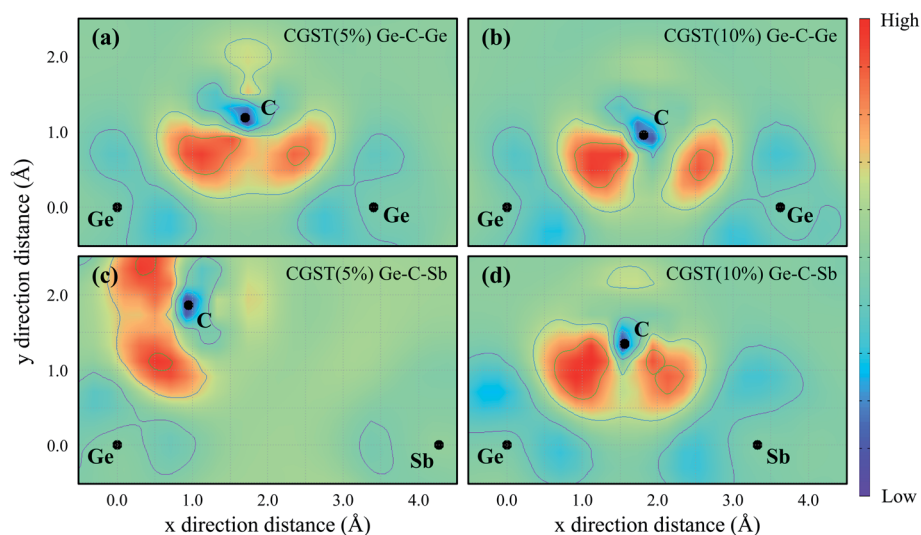 (a) CGST(5%) Ge-C-Ge
C
Ge
Ge
2.0
1.0
0.0
(b) CGST(10%) Ge-C-Ge
C
Ge
Ge
(c) CGST(5%) Ge-C-Sb
C
Ge
Sb
2.0
1.0
0.0
0.0 1.0 2.0 3.0 4.0
x direction distance (Å)
(d) CGST(10%) Ge-C-Sb
C
Ge
Sb
0.0 1.0 2.0 3.0 4.0
x direction distance (Å)
y direction distance (Å)
High
Low